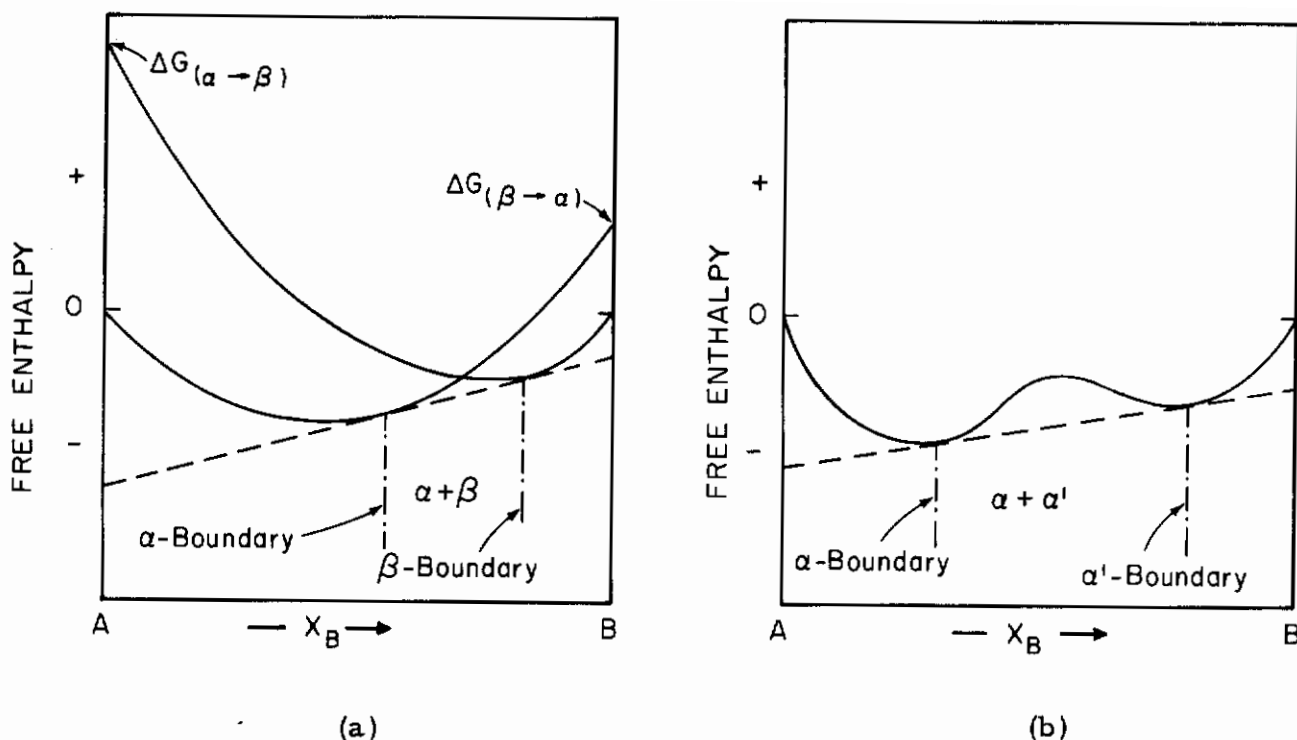 ΔG(α → β)
ΔG(β → α)
+
O
–
FREE ENTHALPY
α+β
α-Boundary
β-Boundary
A
— X_B →
B
(a)
+
O
–
FREE ENTHALPY
α + α'
α-Boundary
α'-Boundary
A
— X_B →
B
(b)